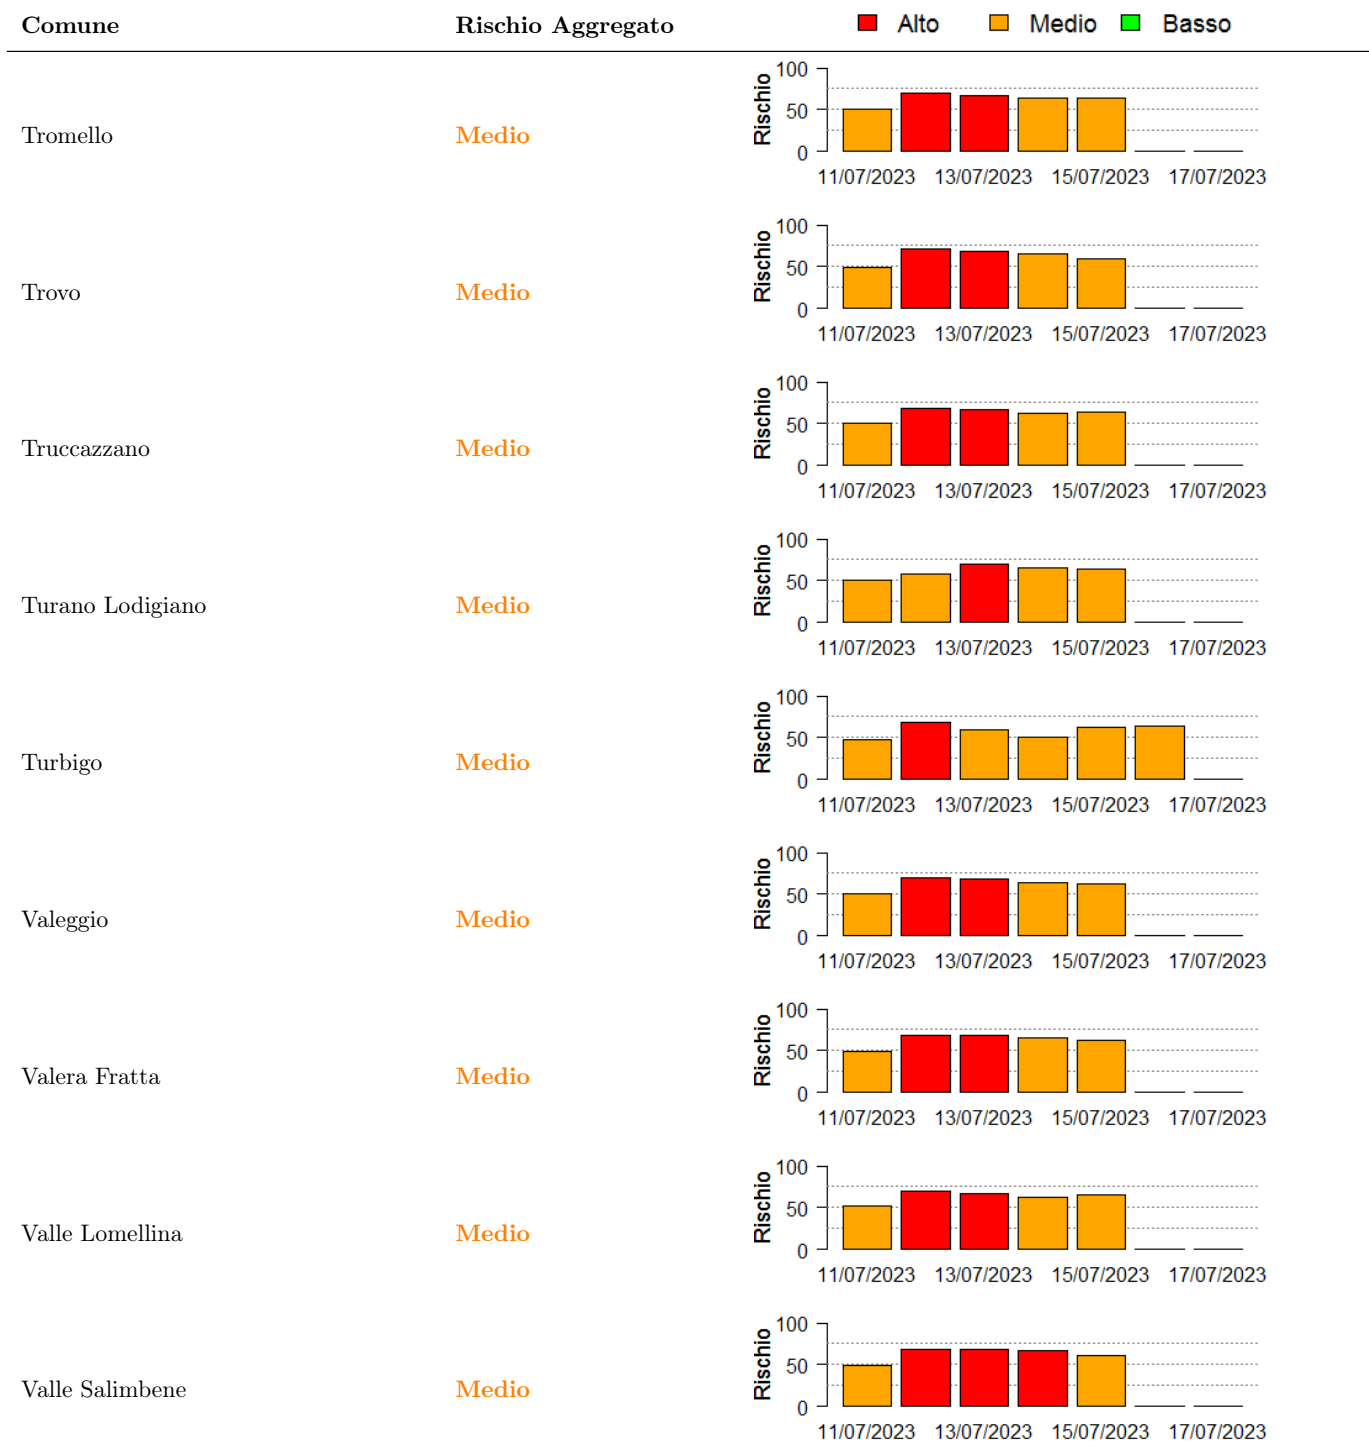 Comune Rischio Aggregato Alto Medio Basso
Tromello Medio Rischio 100 50 0
11/07/2023 13/07/2023 15/07/2023 17/07/2023
Trovo Medio Rischio 100 50 0
11/07/2023 13/07/2023 15/07/2023 17/07/2023
Truccazzano Medio Rischio 100 50 0
11/07/2023 13/07/2023 15/07/2023 17/07/2023
Turano Lodigiano Medio Rischio 100 50 0
11/07/2023 13/07/2023 15/07/2023 17/07/2023
Turbigo Medio Rischio 100 50 0
11/07/2023 13/07/2023 15/07/2023 17/07/2023
Valeggio Medio Rischio 100 50 0
11/07/2023 13/07/2023 15/07/2023 17/07/2023
Valera Fratta Medio Rischio 100 50 0
11/07/2023 13/07/2023 15/07/2023 17/07/2023
Valle Lomellina Medio Rischio 100 50 0
11/07/2023 13/07/2023 15/07/2023 17/07/2023
Valle Salimbene Medio Rischio 100 50 0
11/07/2023 13/07/2023 15/07/2023 17/07/2023